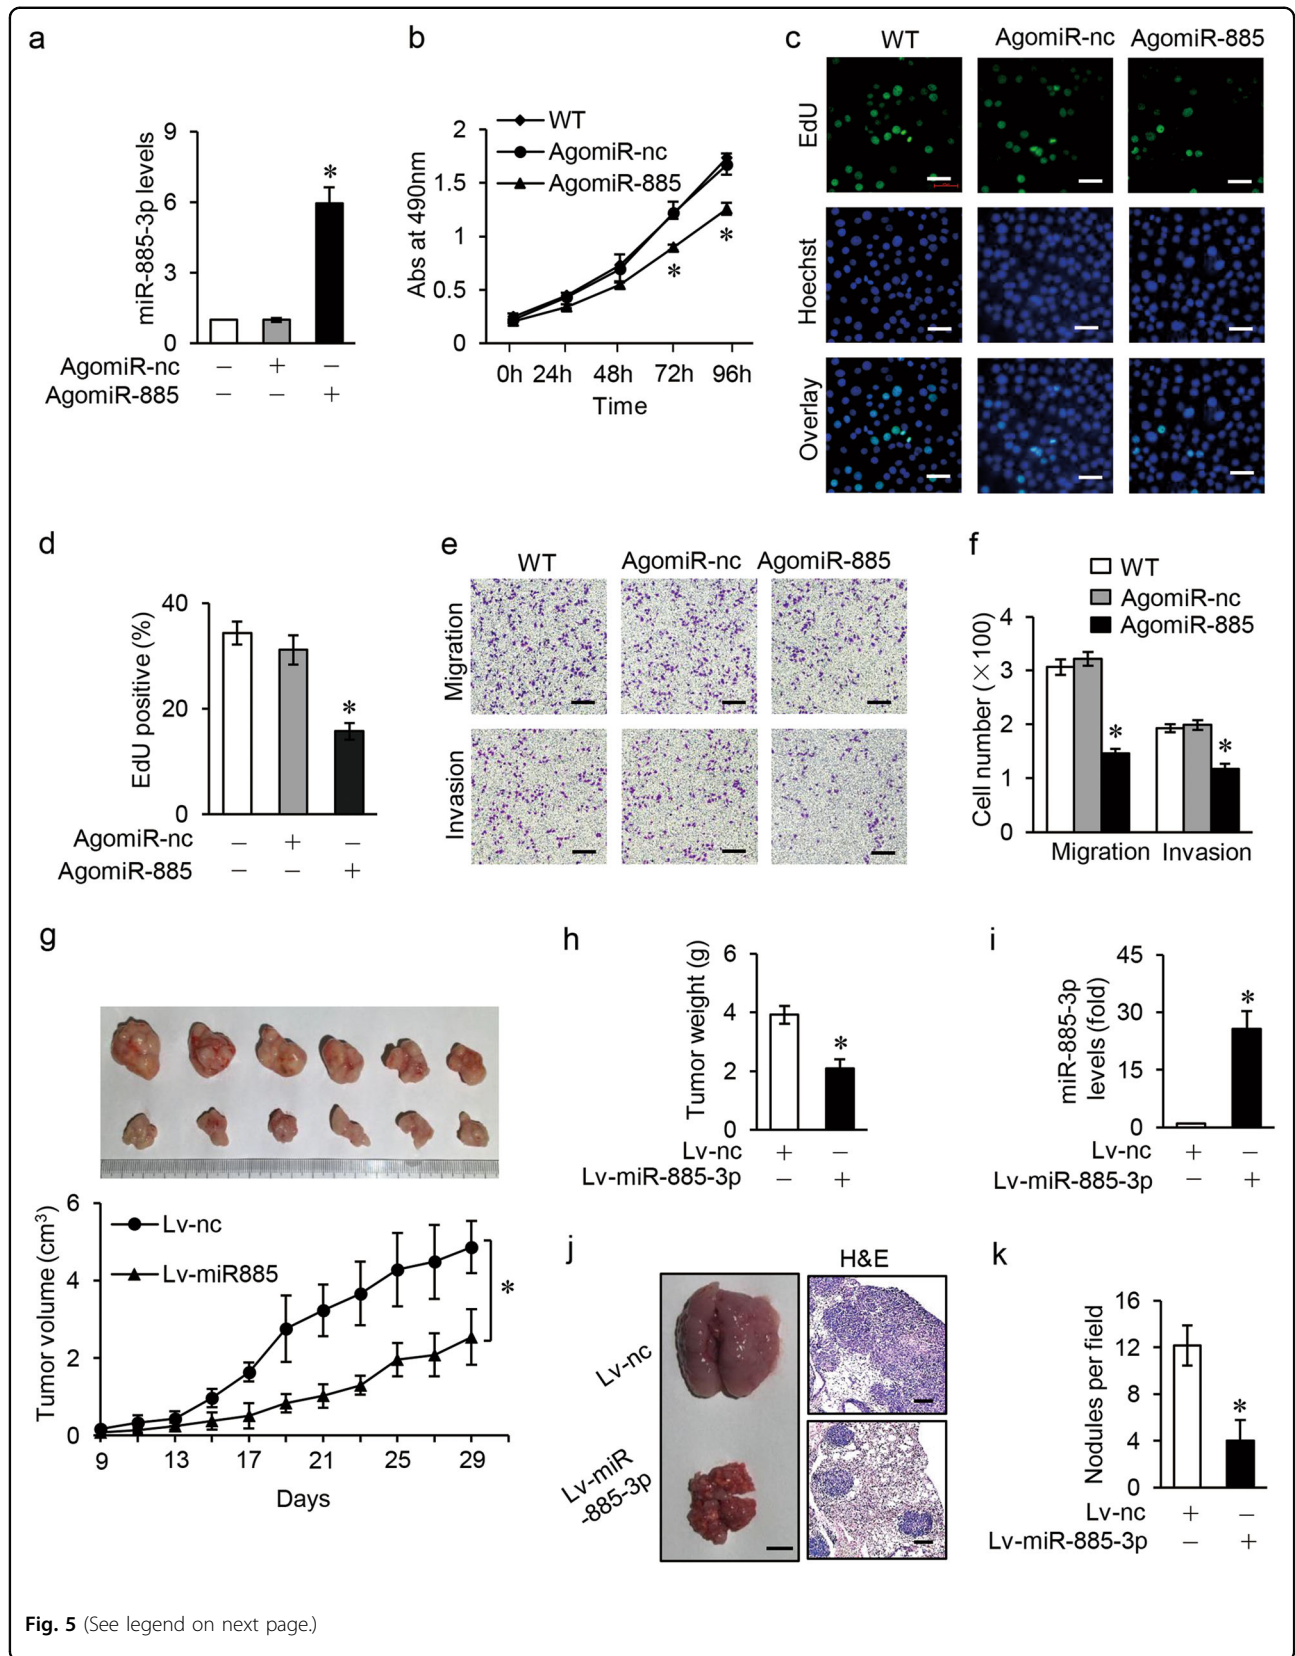 a
miR-885-3p levels
9
6
3
0
*
AgomiR-nc − + −
AgomiR-885 − − +
b
Abs at 490nm
2
1.5
1
0.5
0
WT
AgomiR-nc
AgomiR-885
*
*
0h 24h 48h 72h 96h
Time
c
WT AgomiR-nc AgomiR-885
EdU
Hoechst
Overlay
d
EdU positive (%)
40
20
0
*
AgomiR-nc − + −
AgomiR-885 − − +
e
WT AgomiR-nc AgomiR-885
Migration
Invasion
f
WT
AgomiR-nc
AgomiR-885
Cell number (×100)
4
3
2
1
0
*
*
Migration Invasion
g
Tumor volume (cm³)
6
4
2
0
Lv-nc
Lv-miR885
*
9 13 17 21 25 29
Days
h
Tumor weight (g)
6
4
2
0
*
Lv-nc + −
Lv-miR-885-3p − +
i
miR-885-3p
levels (fold)
45
30
15
0
*
Lv-nc + −
Lv-miR-885-3p − +
j
H&E
Lv-nc
Lv-miR
-885-3p
k
Nodules per field
16
12
8
4
0
*
Lv-nc + −
Lv-miR-885-3p − +
Fig. 5 (See legend on next page.)